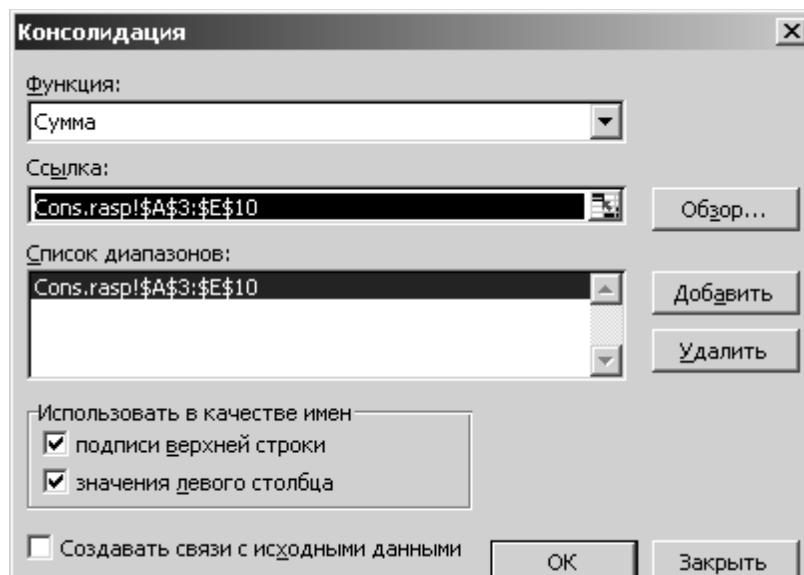 Консолидация
Функция:
Сумма
Ссылка:
Cons.rasp!$A$3:$E$10
Обзор...
Список диапазонов:
Cons.rasp!$A$3:$E$10
Добавить
Удалить
Использовать в качестве имен
подписи верхней строки
значения левого столбца
Создавать связи с исходными данными
ОК
Закрыть